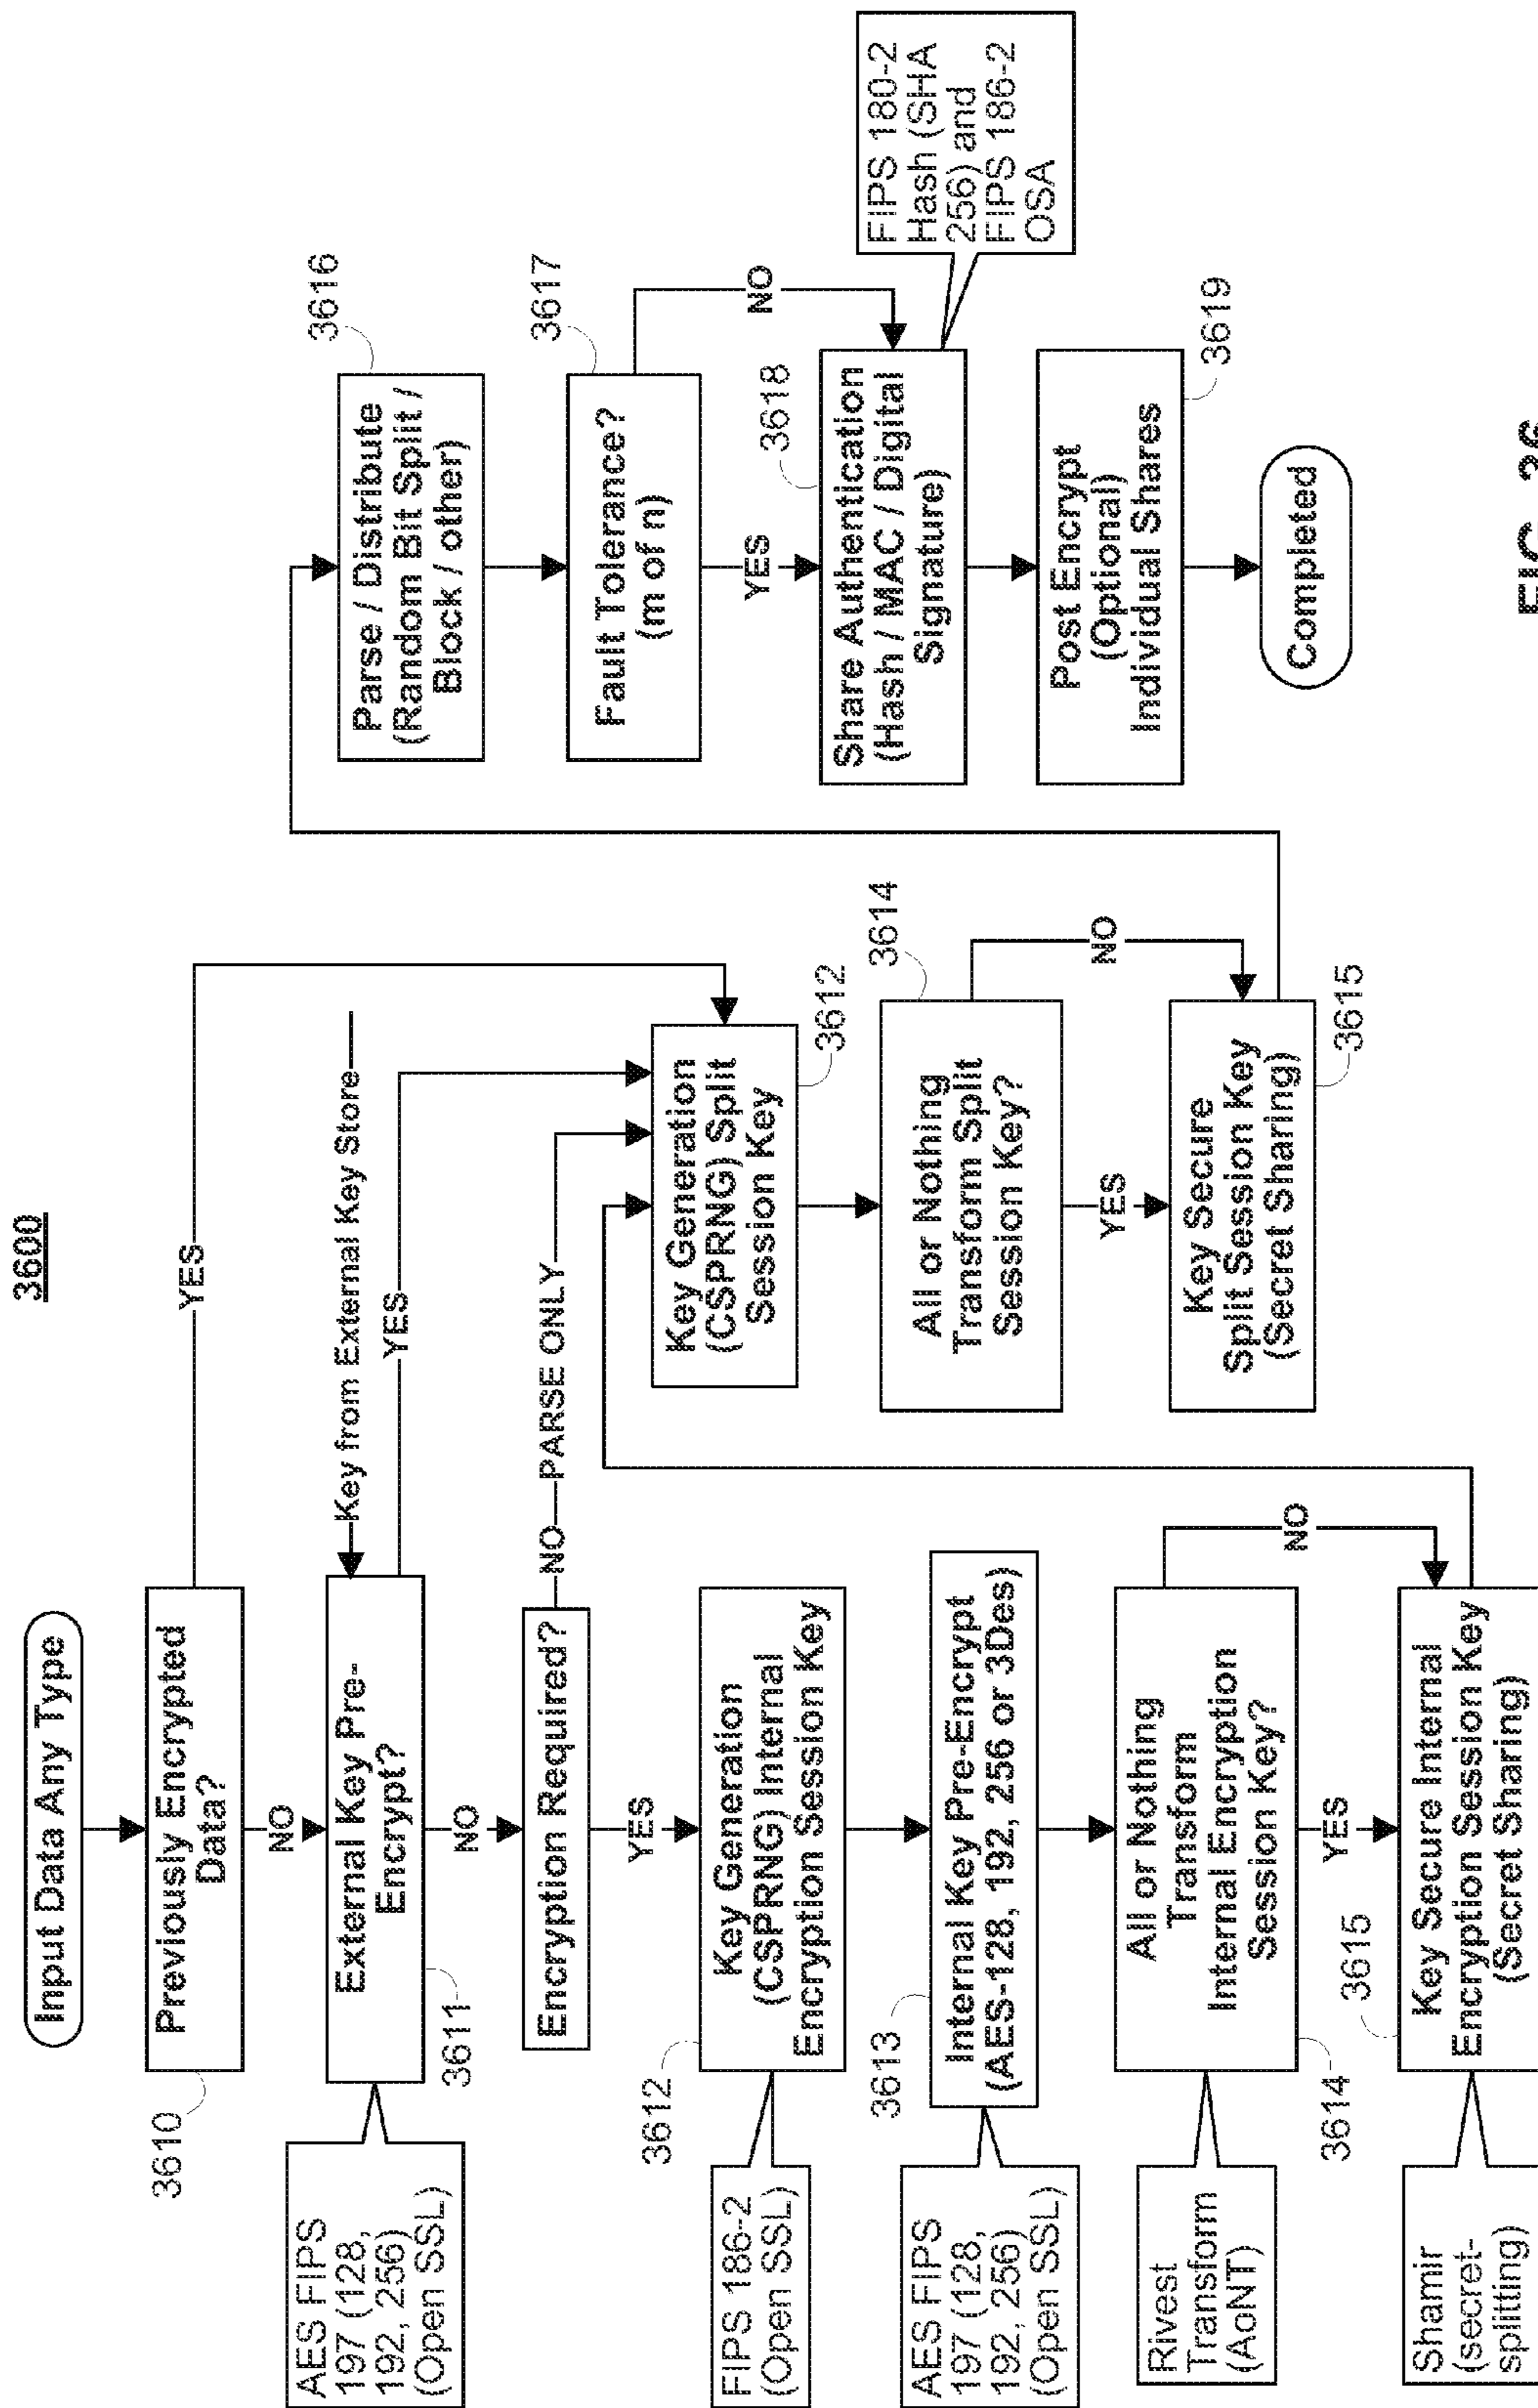 3600
Input Data Any Type
Previously Encrypted
Data?
3610
YES
NO
Key from External Key Store
External Key Pre-
Encrypt?
3611
AES FIPS
197 (128,
192, 256)
(Open SSL)
YES
NO
Encryption Required?
NO
PARSE ONLY
YES
Key Generation
(CSPRNG) Internal
Encryption Session Key
3612
FIPS 186-2
(Open SSL)
Internal Key Pre-Encrypt
(AES-128, 192, 256 or 3Des)
3613
AES FIPS
197 (128,
192, 256)
(Open SSL)
All or Nothing
Transform
Internal Encryption
Session Key?
3614
Rivest
Transform
(AoNT)
NO
YES
Key Secure Internal
Encryption Session Key
(Secret Sharing)
3615
Shamir
(secret-
splitting)
Key Generation
(CSPRNG) Split
Session Key
3612
All or Nothing
Transform Split
Session Key?
3614
NO
YES
Key Secure
Split Session Key
(Secret Sharing)
3615
Parse / Distribute
(Random Bit Split /
Block / other)
3616
Fault Tolerance?
(m of n)
3617
NO
YES
Share Authentication
(Hash / MAC / Digital
Signature)
3618
FIPS 180-2
Hash (SHA
256) and
FIPS 186-2
OSA
Post Encrypt
(Optional)
Individual Shares
3619
Completed
FIG. 36